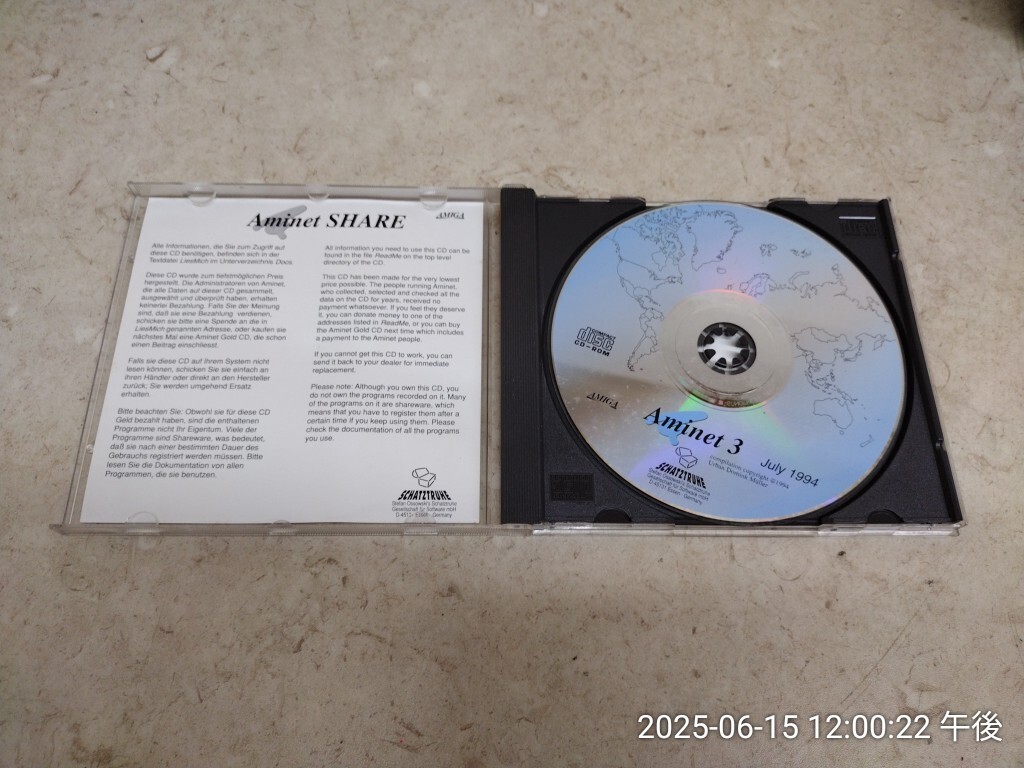 Aminet SHARE
AMIGA
Alle Informationen, die Sie zum Zugriff auf
diese CD benötigen, befinden sich in der
Textdatei LiesMich im Unterverzeichnis Docs.
Diese CD wurde zum tiefstmöglichen Preis
hergestellt. Die Administratoren von Aminet,
die alle Daten auf dieser CD gesammelt,
ausgewählt und überprüft haben, erhalten
keinerlei Bezahlung. Falls Sie der Meinung
sind, daß sie eine Bezahlung verdienen,
schicken sie bitte eine Spende an die in
LiesMich genannten Adresse, oder kaufen sie
nächstes Mal eine Aminet Gold CD, die schon
einen Beitrag einschliesst.
Falls sie diese CD auf ihrem System nicht
lesen können, schicken Sie sie einfach an
ihren Händler oder direkt an den Hersteller
zurück; Sie werden umgehend Ersatz
erhalten.
Bitte beachten Sie: Obwohl sie für diese CD
Geld bezahlt haben, sind die enthaltenen
Programme nicht Ihr Eigentum. Viele der
Programme sind Shareware, was bedeutet,
daß sie nach einer bestimmten Dauer des
Gebrauchs registriert werden müssen. Bitte
lesen Sie die Dokumentation von allen
Programmen, die sie benutzen.
All information you need to use this CD can be
found in the file ReadMe on the top level
directory of the CD.
This CD has been made for the very lowest
price possible. The people running Aminet,
who collected, selected and checked all the
data on the CD for years, received no
payment whatsoever. If you feel they deserve
it, you can donate money to one of the
addresses listed in ReadMe, or you can buy
the Aminet Gold CD next time which includes
a payment to the Aminet people.
If you cannot get this CD to work, you can
send it back to your dealer for immediate
replacement.
Please note: Although you own this CD, you
do not own the programs recorded on it. Many
of the programs on it are shareware, which
means that you have to register them after a
certain time if you keep using them. Please
check the documentation of all the programs
you use.
SCHATZTRUHE
Stefan Ossowski's Schatztruhe
Gesellschaft für Software mbH
D-45131 Essen · Germany
COMPACT
disc
CD-ROM
AMIGA
Aminet 3
July 1994
compilation copyright ©1994
Urban Dominik Müller
SCHATZTRUHE
Stefan Ossowski's Schatztruhe
Gesellschaft für Software mbH
D-45131 Essen · Germany
2025-06-15 12:00:22 午後